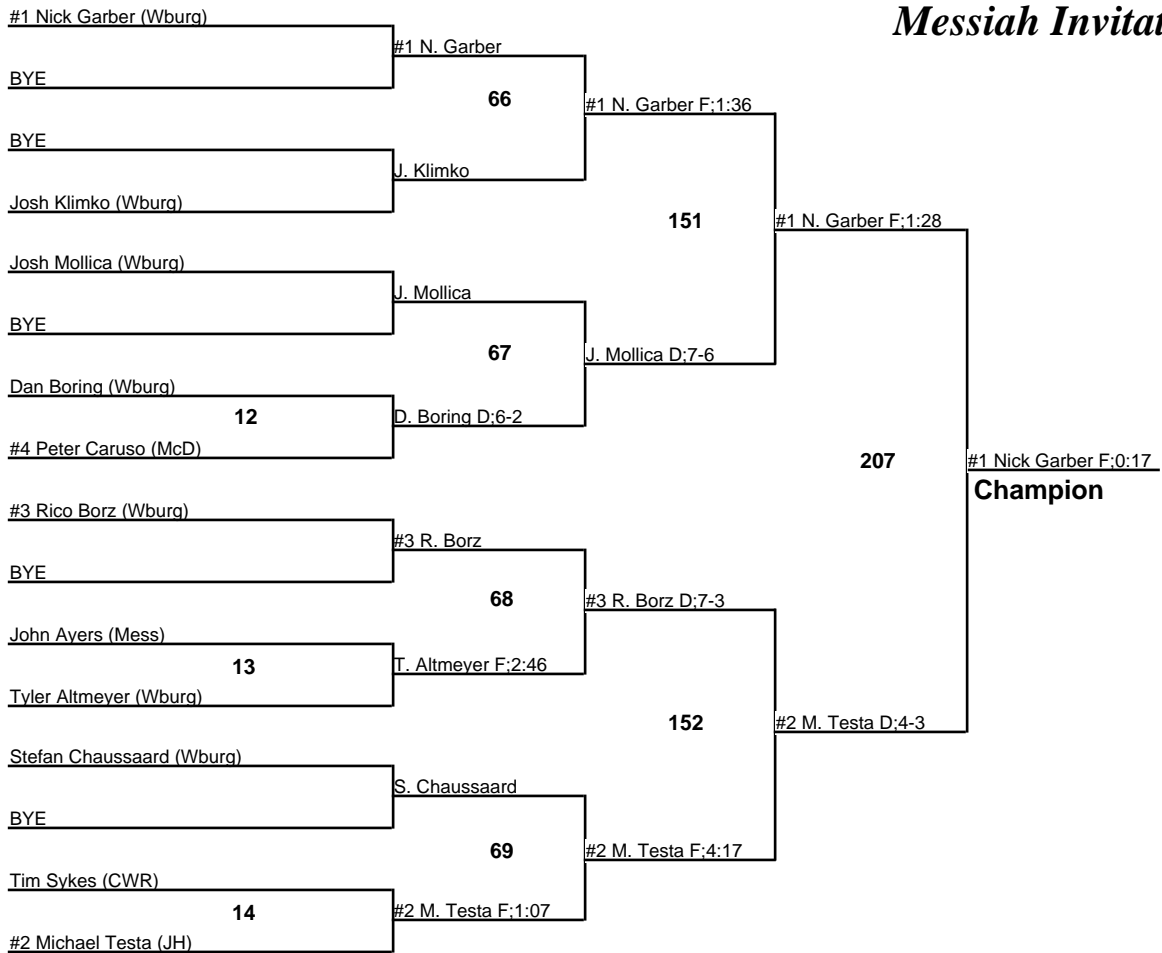 Messiah Invitat
#1 Nick Garber (Wburg)
BYE
BYE
Josh Klimko (Wburg)
Josh Mollica (Wburg)
BYE
Dan Boring (Wburg)
12
#4 Peter Caruso (McD)
#3 Rico Borz (Wburg)
BYE
John Ayers (Mess)
13
Tyler Altmeyer (Wburg)
Stefan Chaussaard (Wburg)
BYE
Tim Sykes (CWR)
14
#2 Michael Testa (JH)
#1 N. Garber
66
J. Klimko
J. Mollica
67
D. Boring D;6-2
#3 R. Borz
68
T. Altmeyer F;2:46
S. Chaussaard
69
#2 M. Testa F;1:07
#1 N. Garber F;1:36
151
J. Mollica D;7-6
#3 R. Borz D;7-3
152
#2 M. Testa F;4:17
#1 N. Garber F;1:28
207
#2 M. Testa D;4-3
#1 Nick Garber F;0:17
Champion